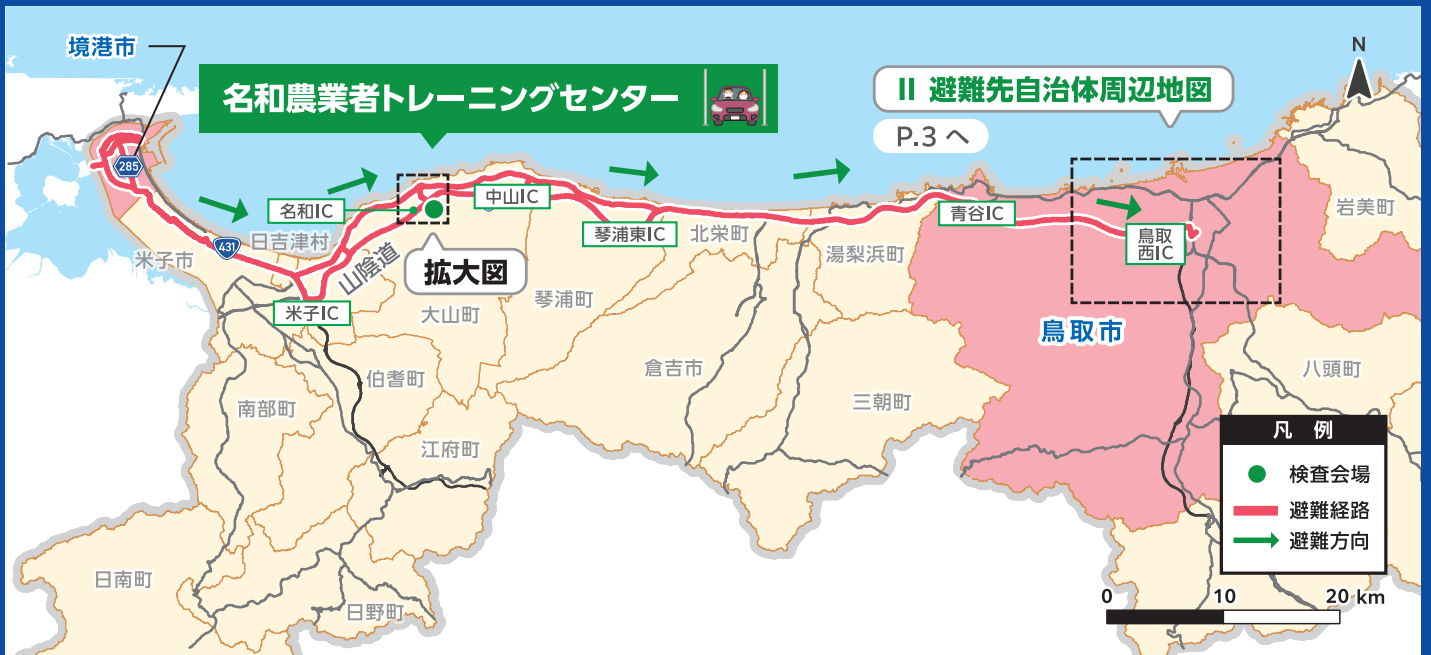 境港市
名和農業者トレーニングセンター
II 避難先自治体周辺地図
P.3 へ
N
285
名和IC
中山IC
青谷IC
岩美町
431
日吉津村
琴浦東IC
北栄町
鳥取
西IC
米子市
山陰道
拡大図
湯梨浜町
米子IC
大山町
琴浦町
鳥取市
倉吉市
八頭町
伯耆町
三朝町
南部町
江府町
凡 例
検査会場
避難経路
避難方向
日南町
日野町
0 10 20 km